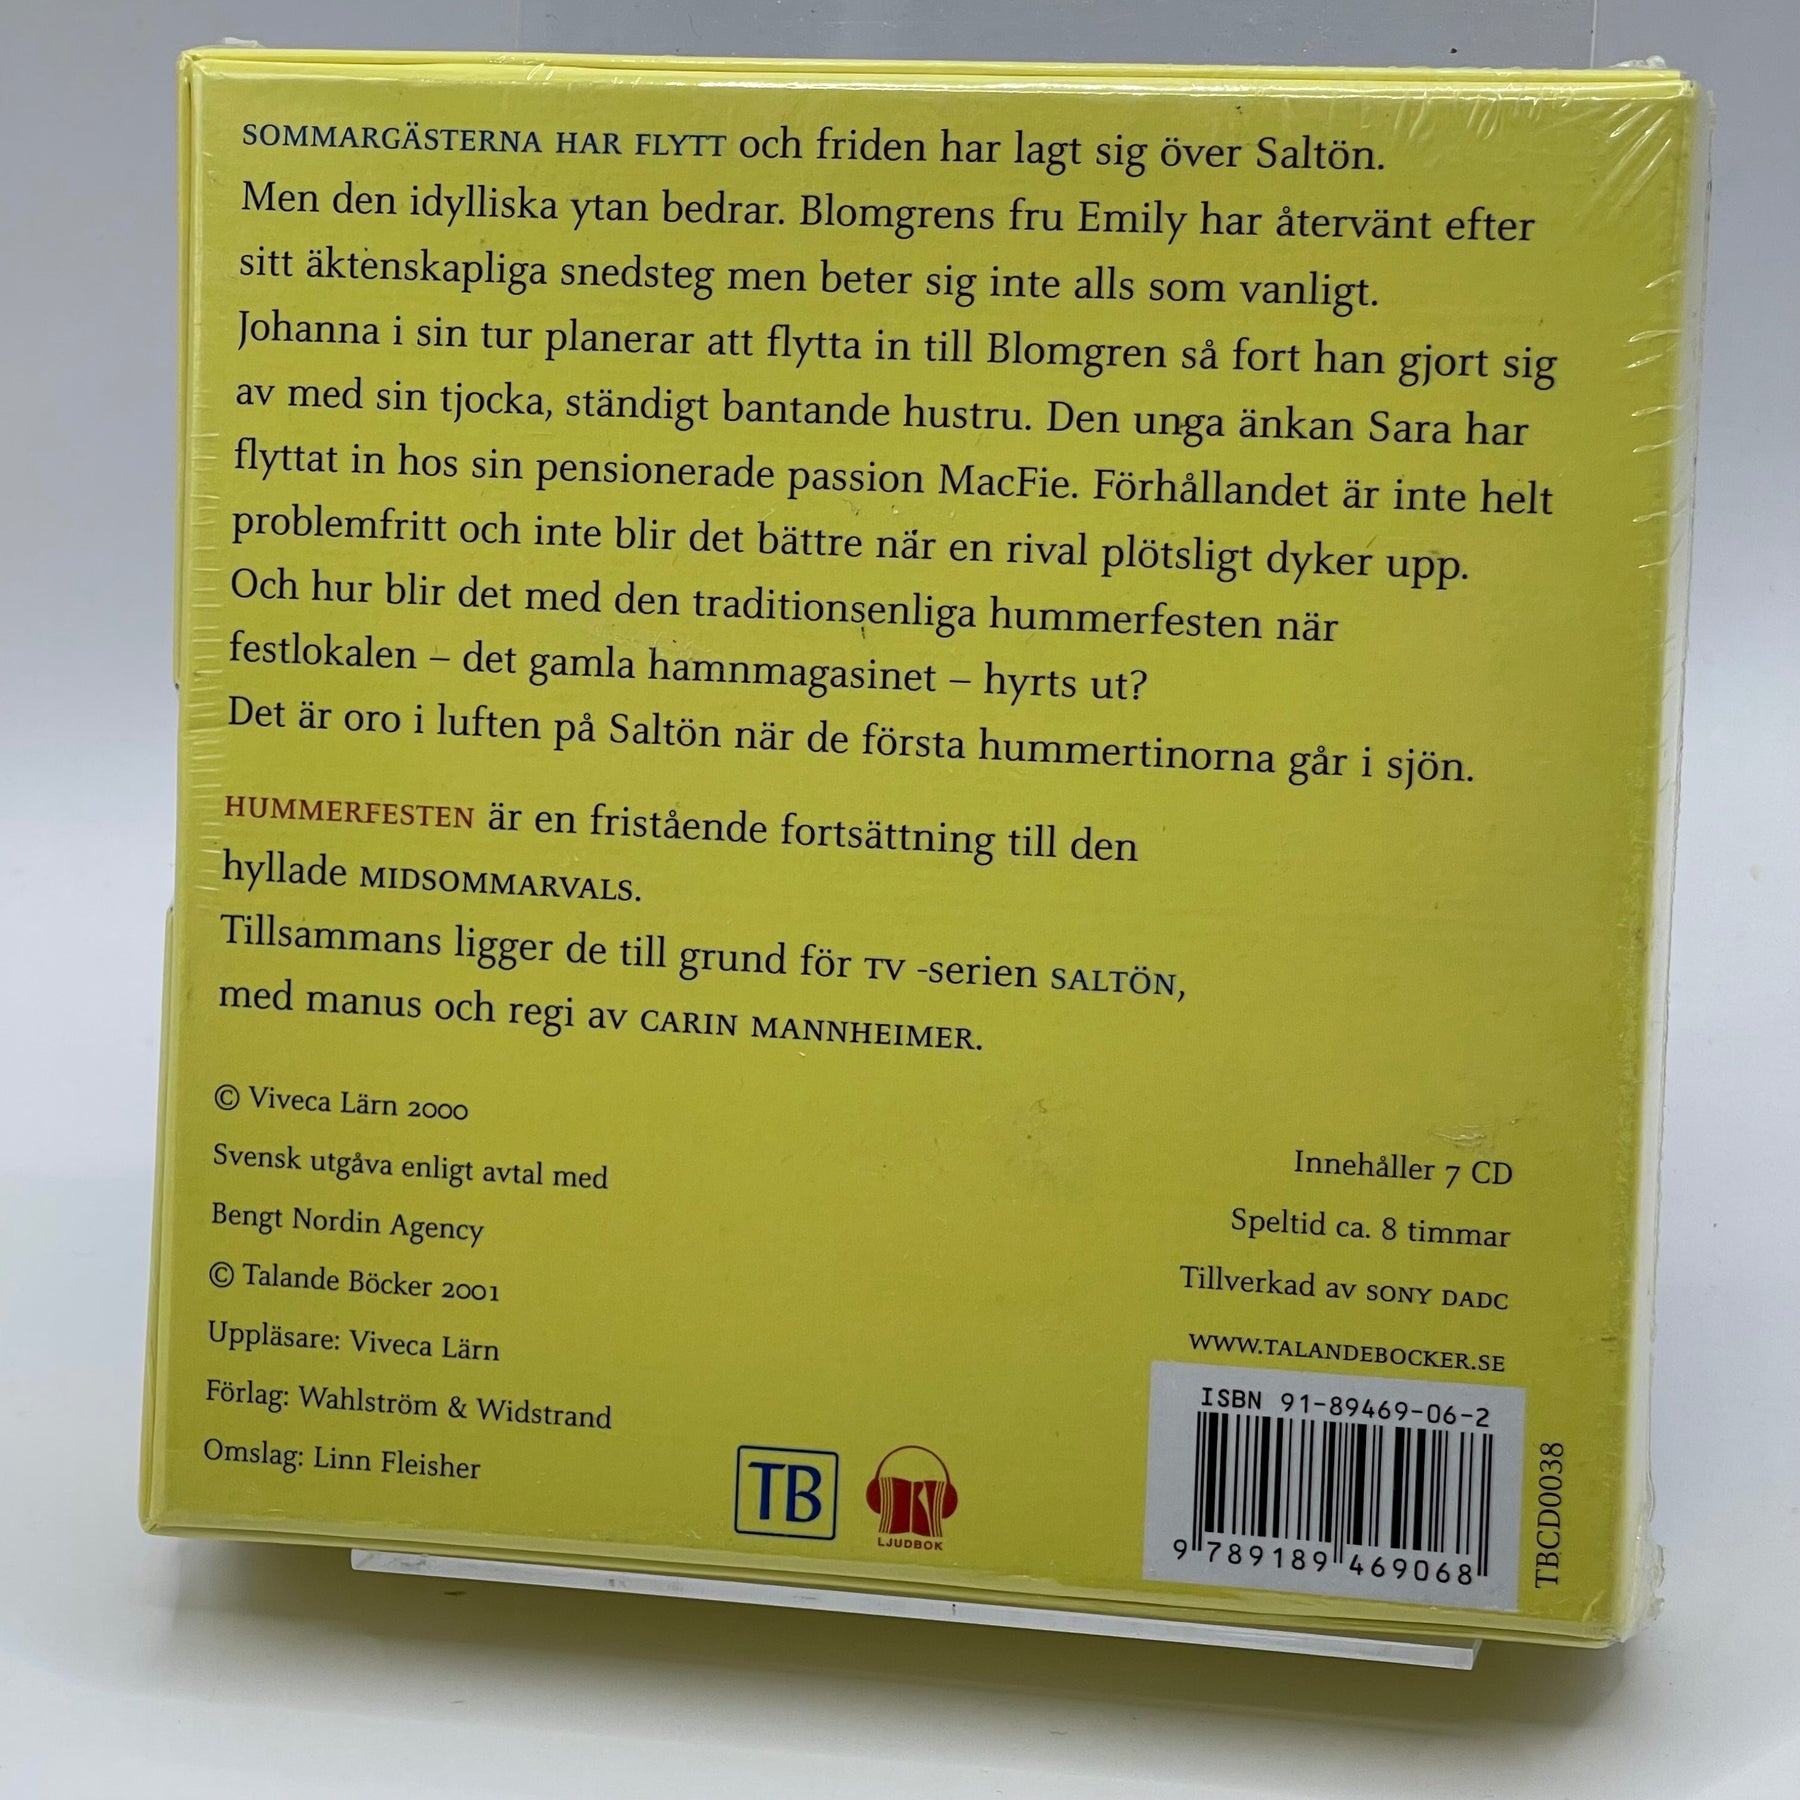 SOMMARGÄSTERNA HAR FLYTT och friden har lagt sig över Saltön.
Men den idylliska ytan bedrar. Blomgrens fru Emily har återvänt efter
sitt äktenskapliga snedsteg men beter sig inte alls som vanligt.
Johanna i sin tur planerar att flytta in till Blomgren så fort han gjort sig
av med sin tjocka, ständigt bantande hustru. Den unga änkan Sara har
flyttat in hos sin pensionerade passion MacFie. Förhållandet är inte helt
problemfritt och inte blir det bättre när en rival plötsligt dyker upp.
Och hur blir det med den traditionsenliga hummerfesten när
festlokalen – det gamla hamnmagasinet – hyrts ut?
Det är oro i luften på Saltön när de första hummertinorna går i sjön.
HUMMERFESTEN är en fristående fortsättning till den
hyllade MIDSOMMARVALS.
Tillsammans ligger de till grund för TV -serien SALTÖN,
med manus och regi av CARIN MANNHEIMER.
© Viveca Lärn 2000
Svensk utgåva enligt avtal med
Bengt Nordin Agency
© Talande Böcker 2001
Uppläsare: Viveca Lärn
Förlag: Wahlström & Widstrand
Omslag: Linn Fleisher
TB
LJUDBOK
Innehåller 7 CD
Speltid ca. 8 timmar
Tillverkad av SONY DADC
WWW.TALANDEBOCKER.SE
ISBN 91-89469-06-2
9 789189 469068
TBCD0038